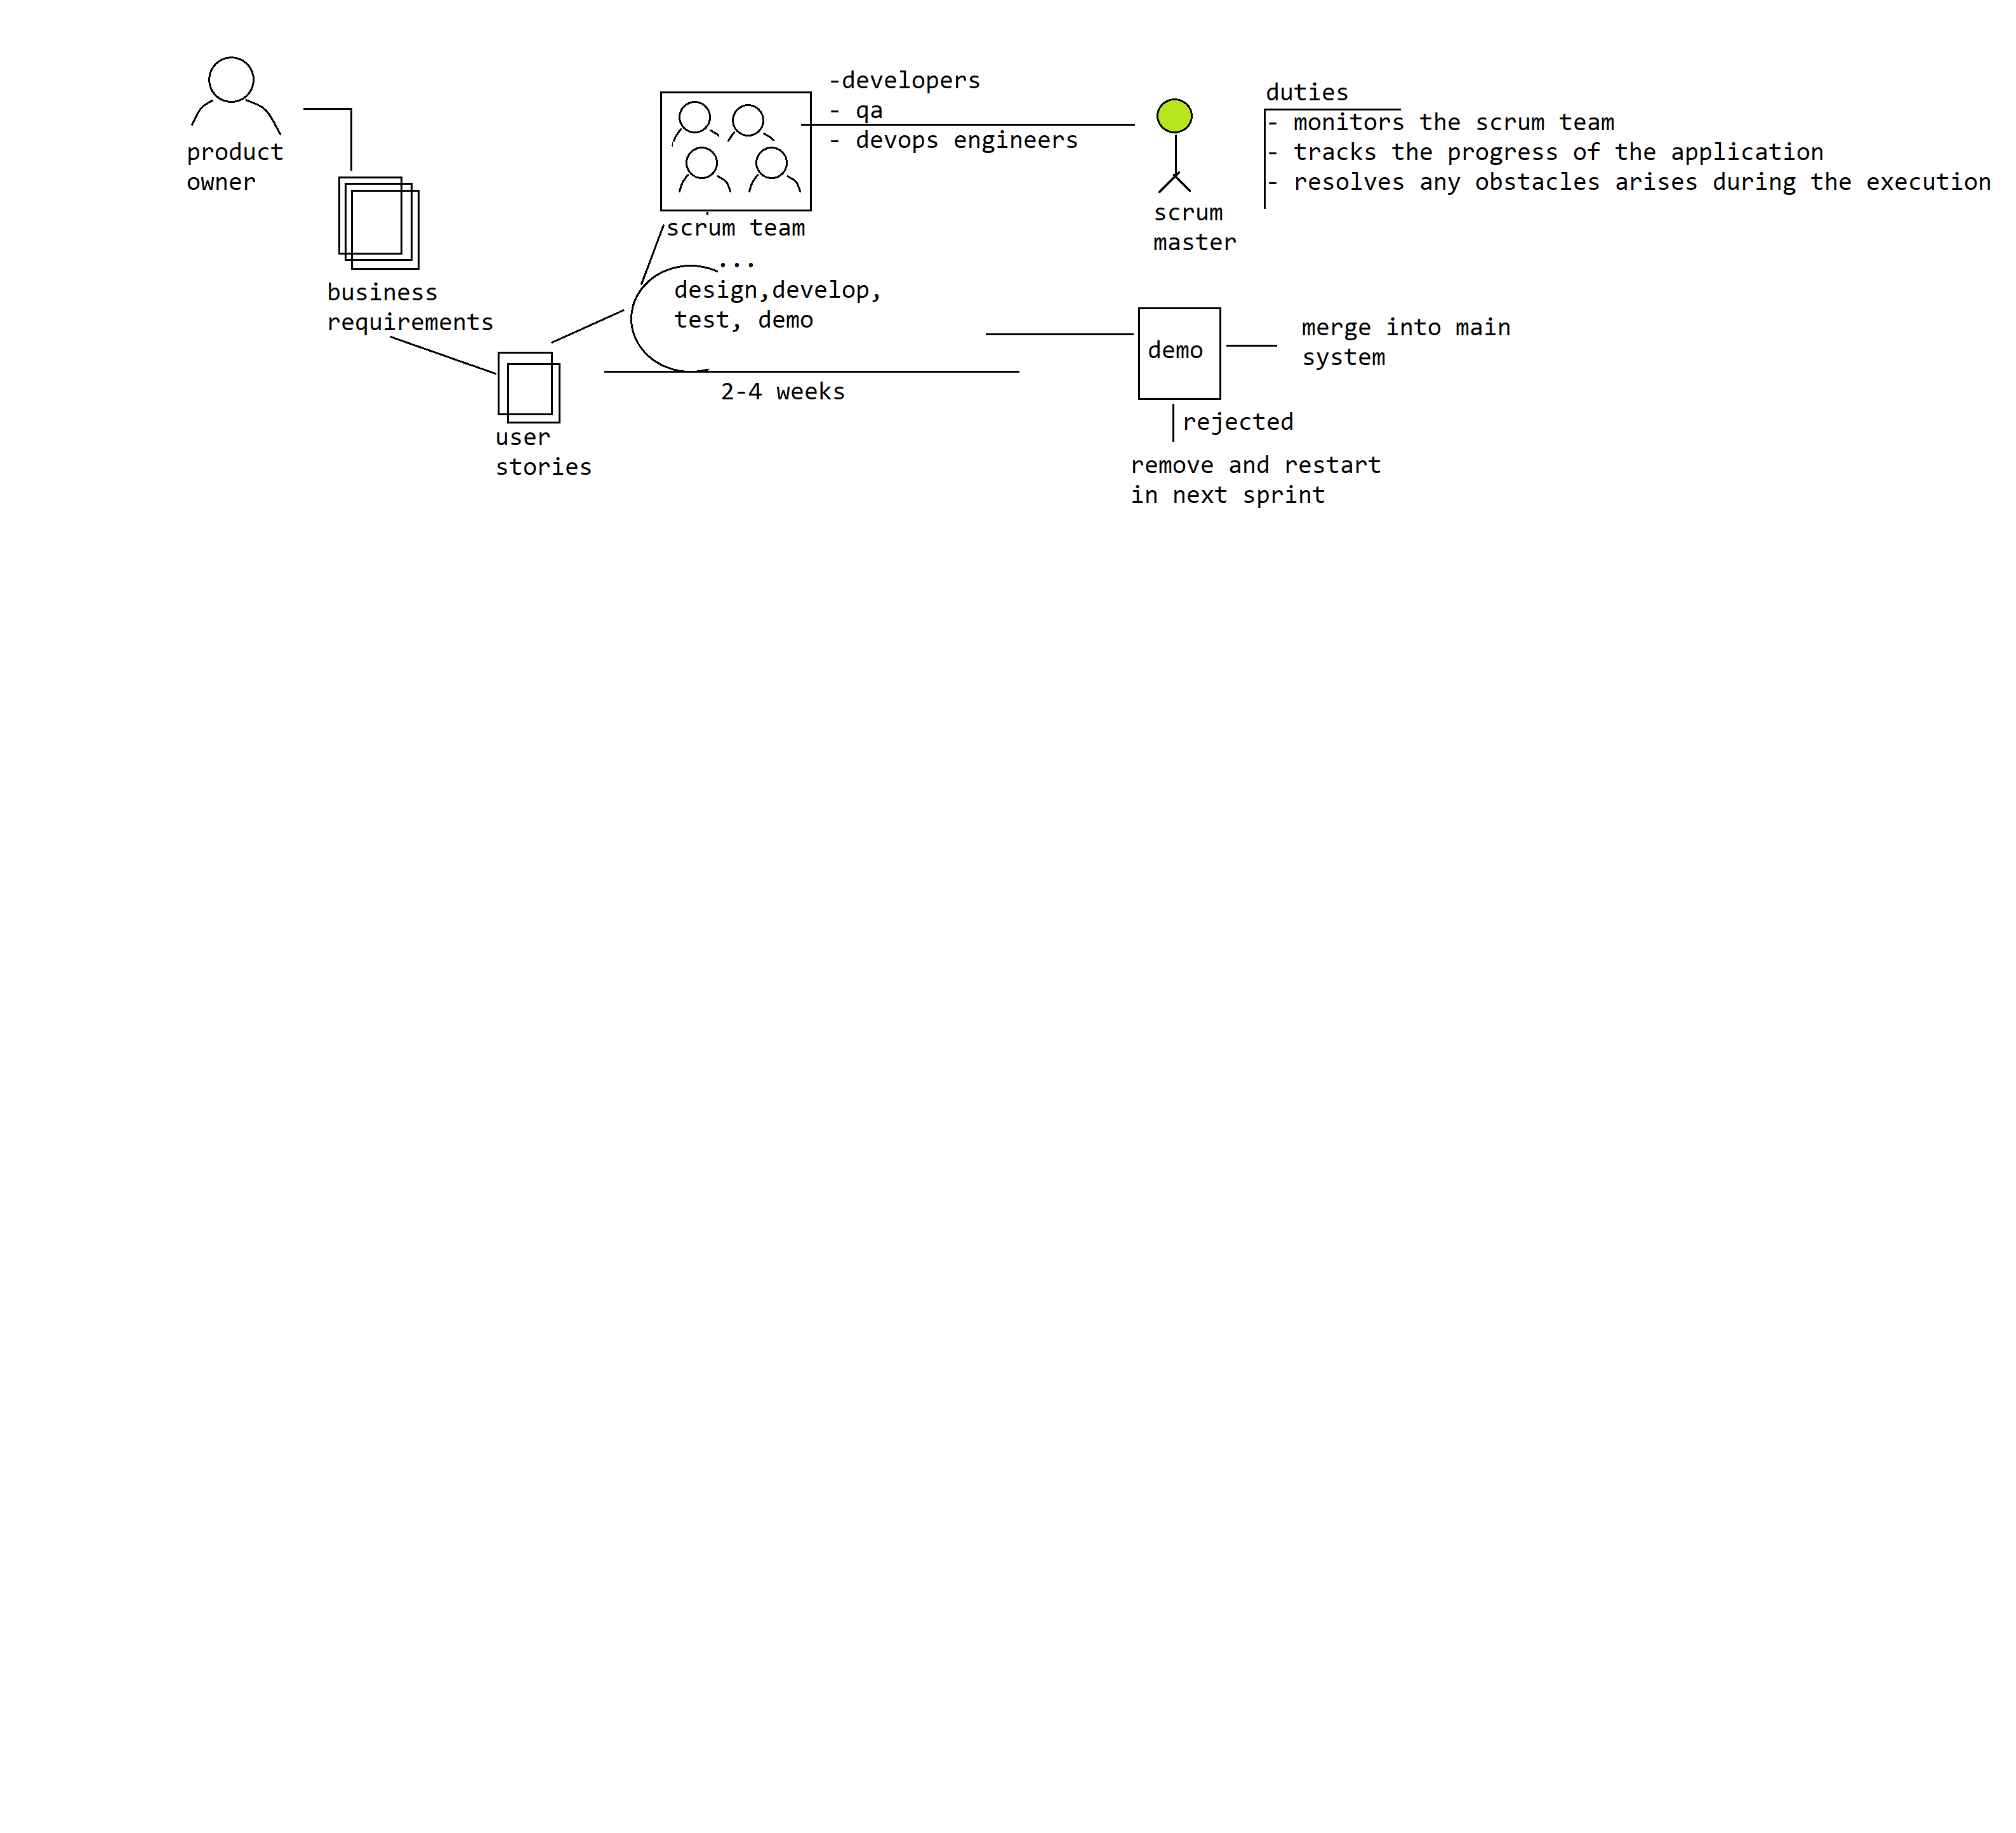 product
owner
business
requirements
user
stories
-developers
- qa
- devops engineers
scrum team
...
design,develop,
test, demo
2-4 weeks
scrum
master
duties
- monitors the scrum team
- tracks the progress of the application
- resolves any obstacles arises during the execution
demo
merge into main
system
rejected
remove and restart
in next sprint